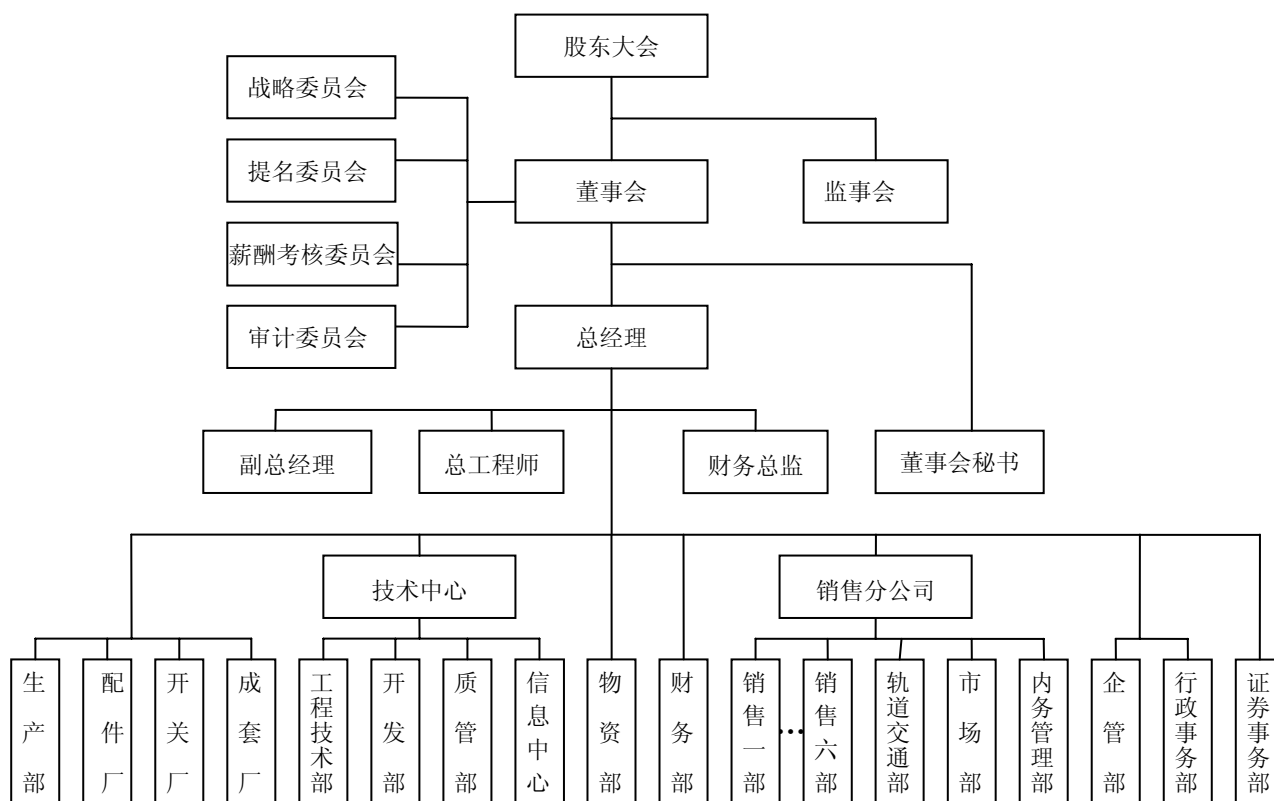 股东大会
战略委员会
提名委员会
董事会
监事会
薪酬考核委员会
审计委员会
总经理
副总经理
总工程师
财务总监
董事会秘书
技术中心
销售分公司
生产部
配件厂
开关厂
成套厂
工程技术部
开发部
质管部
信息中心
物资部
财务部
销售一部
…
销售六部
轨道交通部
市场部
内务管理部
企管部
行政事务部
证券事务部